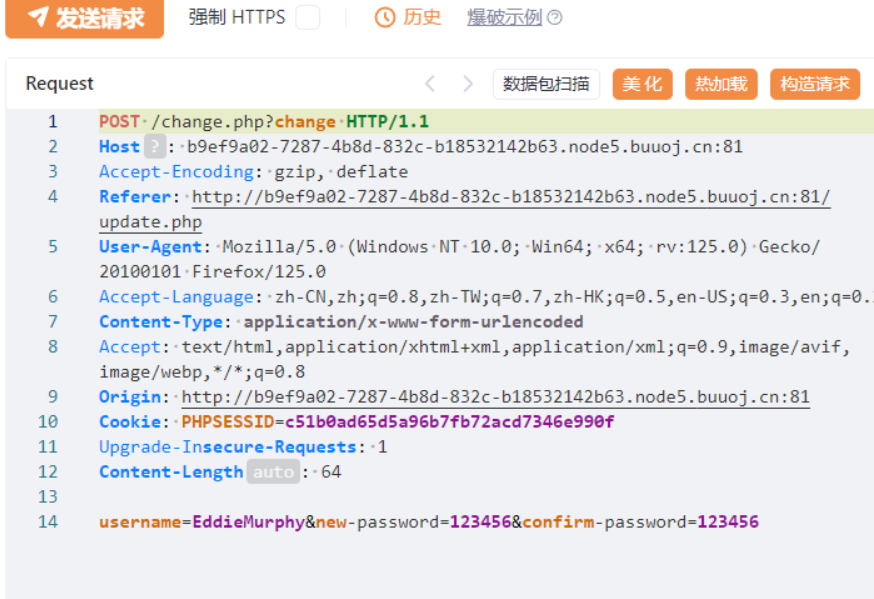 发送请求 强制 HTTPS 历史 爆破示例 ?
Request 数据包扫描 美化 热加载 构造请求
1 POST /change.php?change HTTP/1.1
2 Host ? : b9ef9a02-7287-4b8d-832c-b18532142b63.node5.buuoj.cn:81
3 Accept-Encoding: gzip, deflate
4 Referer: http://b9ef9a02-7287-4b8d-832c-b18532142b63.node5.buuoj.cn:81/
update.php
5 User-Agent: Mozilla/5.0 (Windows NT 10.0; Win64; x64; rv:125.0) Gecko/
20100101 Firefox/125.0
6 Accept-Language: zh-CN,zh;q=0.8,zh-TW;q=0.7,zh-HK;q=0.5,en-US;q=0.3,en;q=0.
7 Content-Type: application/x-www-form-urlencoded
8 Accept: text/html,application/xhtml+xml,application/xml;q=0.9,image/avif,
image/webp,*/*;q=0.8
9 Origin: http://b9ef9a02-7287-4b8d-832c-b18532142b63.node5.buuoj.cn:81
10 Cookie: PHPSESSID=c51b0ad65d5a96b7fb72acd7346e990f
11 Upgrade-Insecure-Requests: 1
12 Content-Length auto : 64
13
14 username=EddieMurphy&new-password=123456&confirm-password=123456